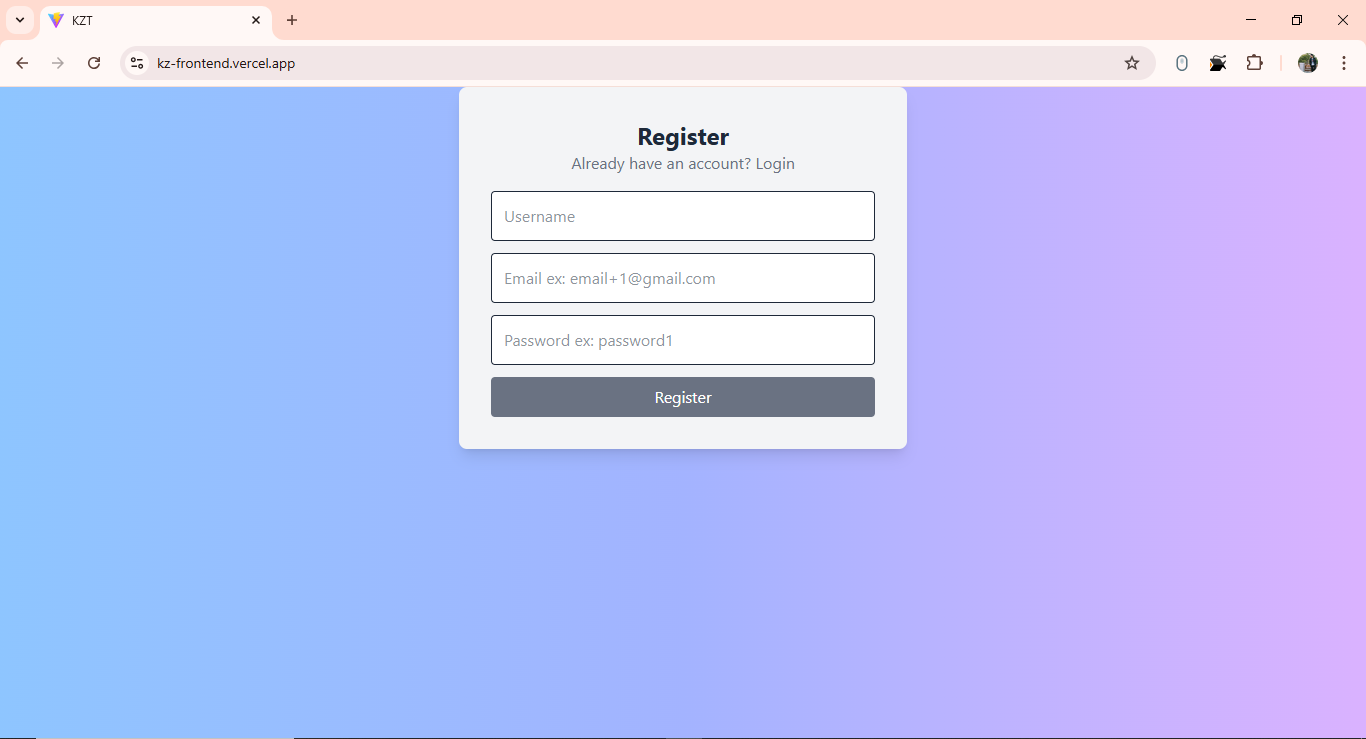 KZT
kz-frontend.vercel.app
Register
Already have an account? Login
Username
Email ex: email+1@gmail.com
Password ex: password1
Register